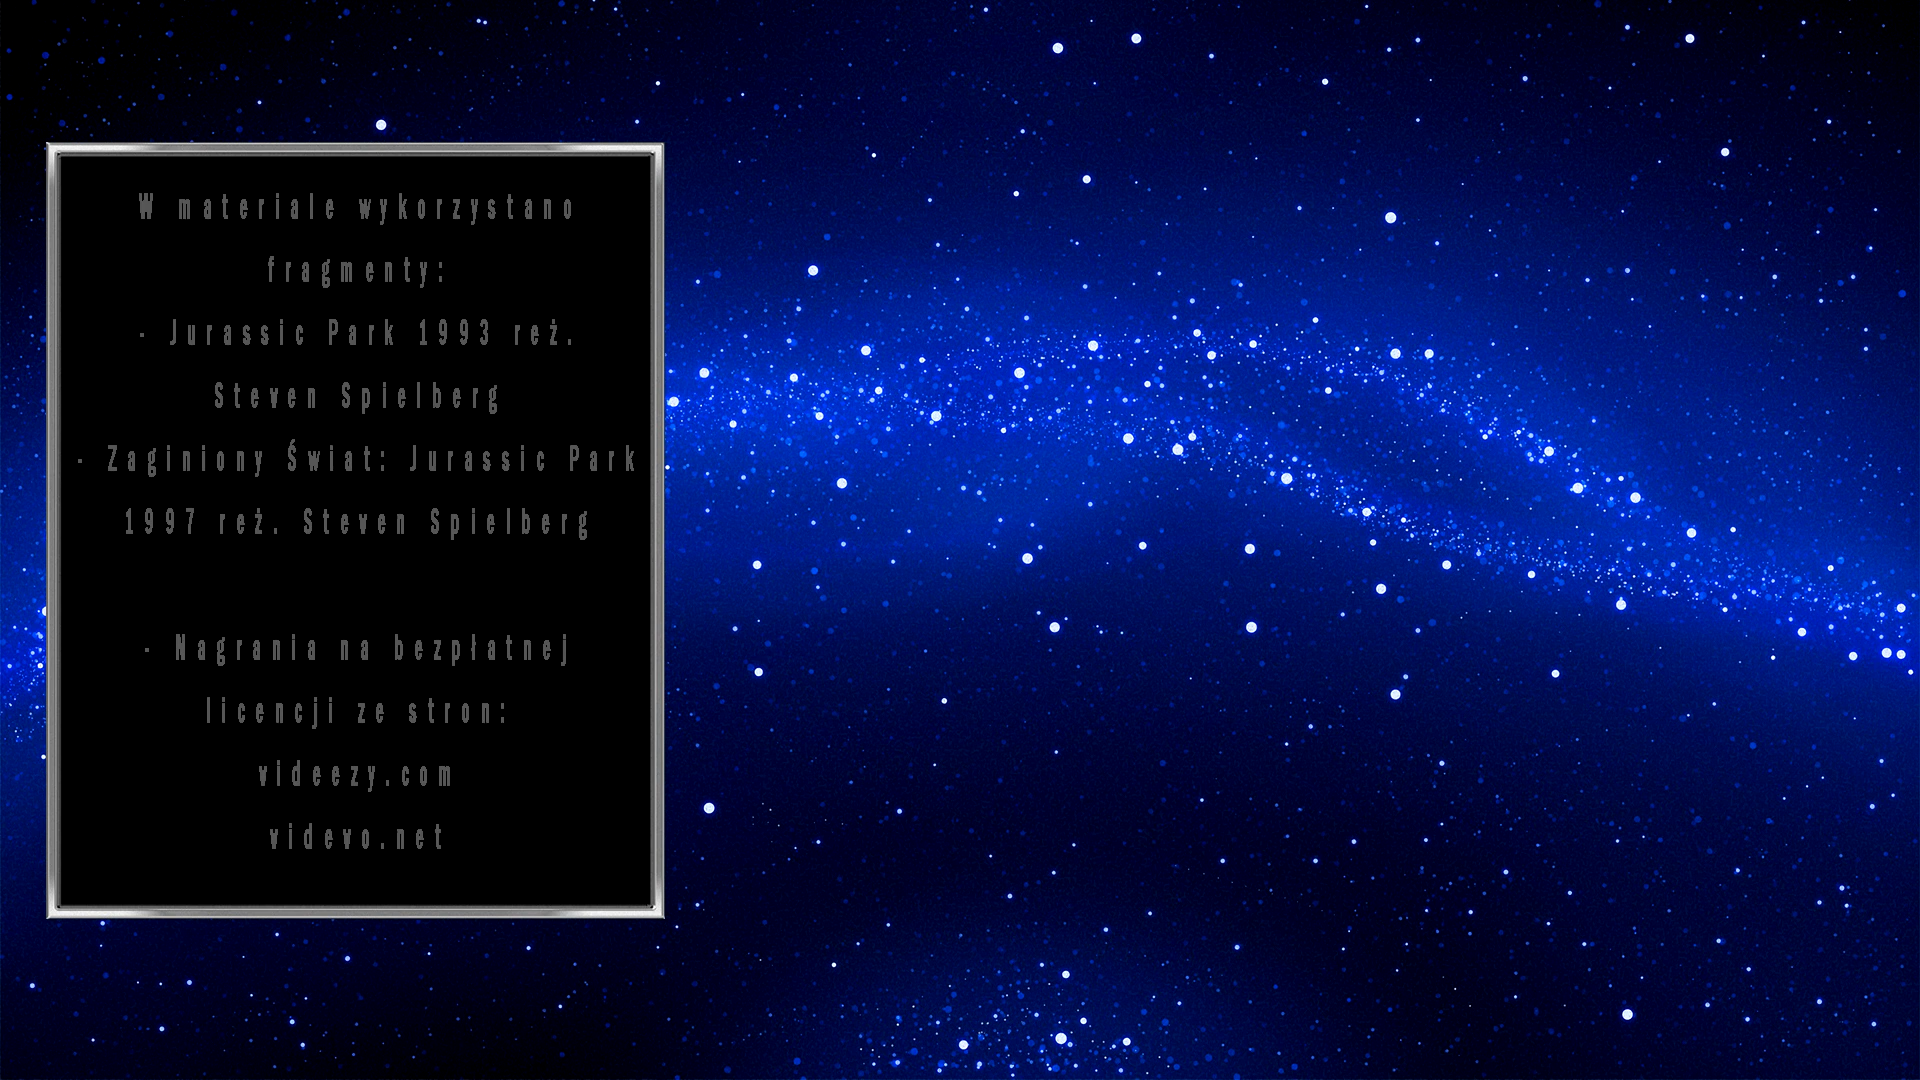 W materiale wykorzystano
fragmenty:
- Jurassic Park 1993 reż.
Steven Spielberg
- Zaginiony Świat: Jurassic Park
1997 reż. Steven Spielberg
- Nagrania na bezpłatnej
licencji ze stron:
videezy.com
videvo.net